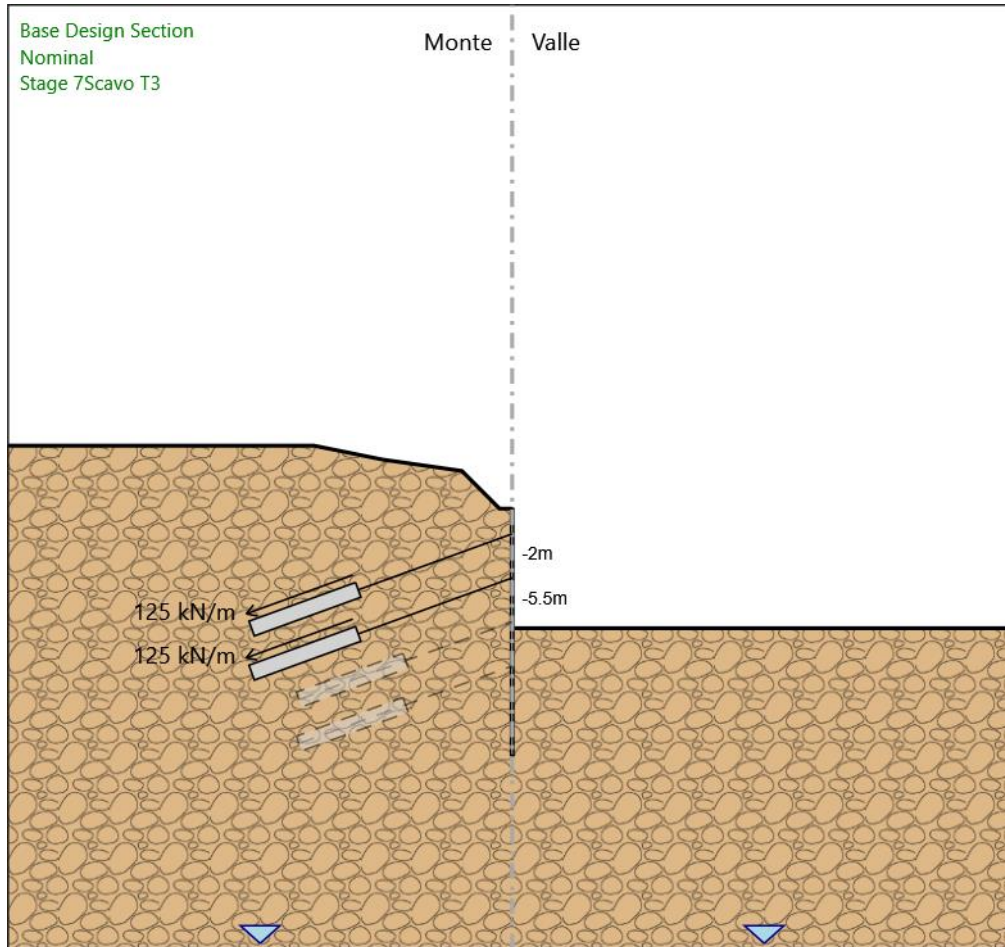 Base Design Section
Nominal
Stage 7Scavo T3
Monte
Valle
-2m
-5.5m
125 kN/m
125 kN/m